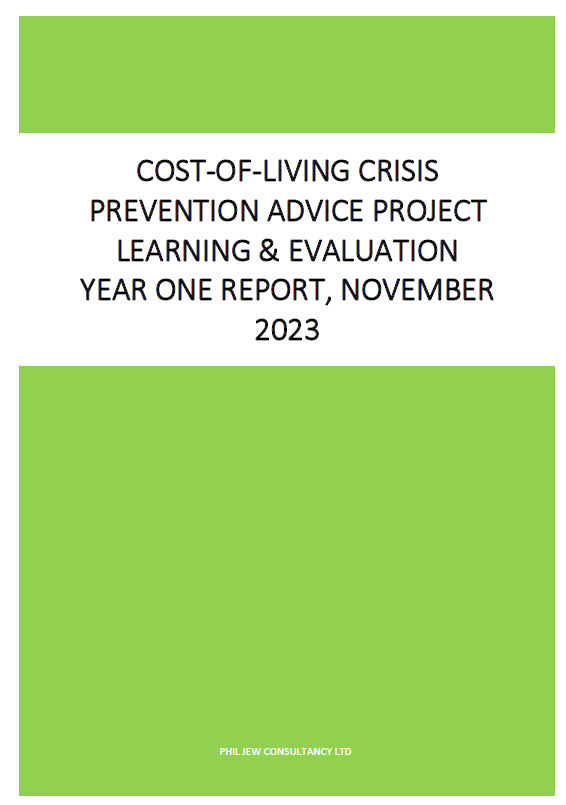 COST-OF-LIVING CRISIS
PREVENTION ADVICE PROJECT
LEARNING & EVALUATION
YEAR ONE REPORT, NOVEMBER
2023
PHIL JEW CONSULTANCY LTD